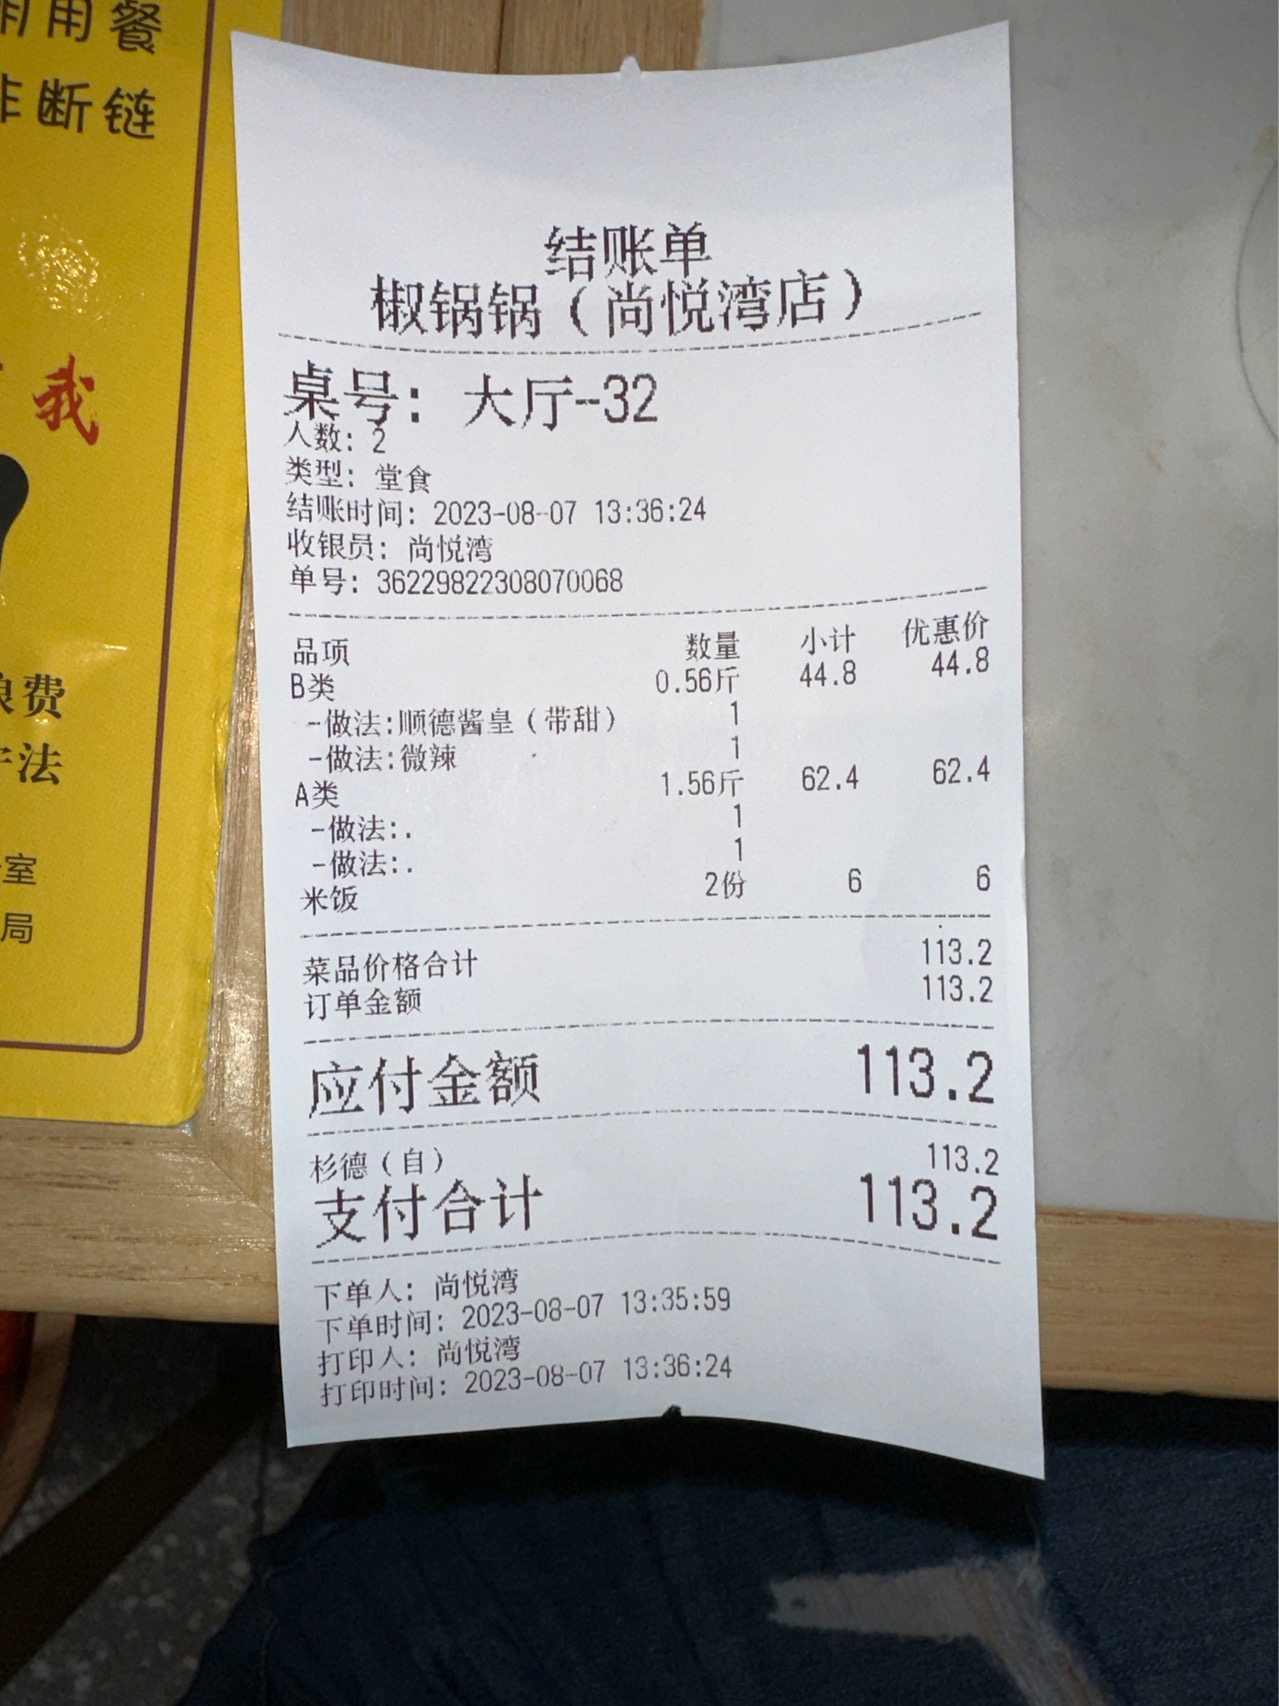 用用餐
非断链
我
浪费
守法
室
局
结账单
椒锅锅（尚悦湾店）
桌号: 大厅-32
人数: 2
类型: 堂食
结账时间: 2023-08-07 13:36:24
收银员: 尚悦湾
单号: 36229822308070068
品项 数量 小计 优惠价
B类 0.56斤 44.8 44.8
-做法:顺德酱皇（带甜） 1
-做法:微辣 1
A类 1.56斤 62.4 62.4
-做法:. 1
-做法:. 1
米饭 2份 6 6
菜品价格合计 113.2
订单金额 113.2
应付金额 113.2
杉德（自） 113.2
支付合计 113.2
下单人: 尚悦湾
下单时间: 2023-08-07 13:35:59
打印人: 尚悦湾
打印时间: 2023-08-07 13:36:24